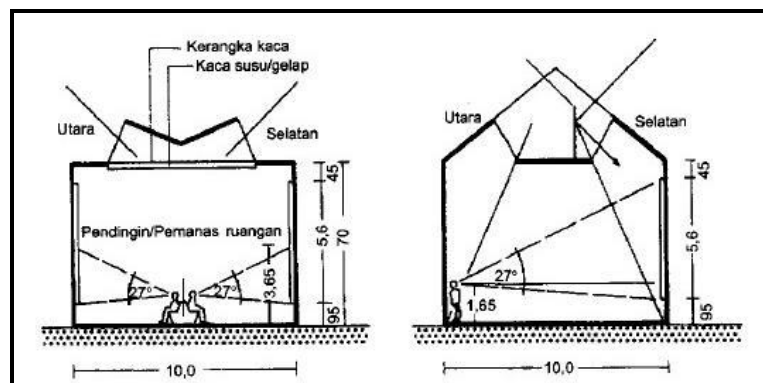 Kerangka kaca
Kaca susu/gelap
Utara
Selatan
Pendingin/Pemanas ruangan
27°
27°
3,65
45
5,6
70
95
10,0
Utara
Selatan
27°
1,65
45
5,6
95
10,0